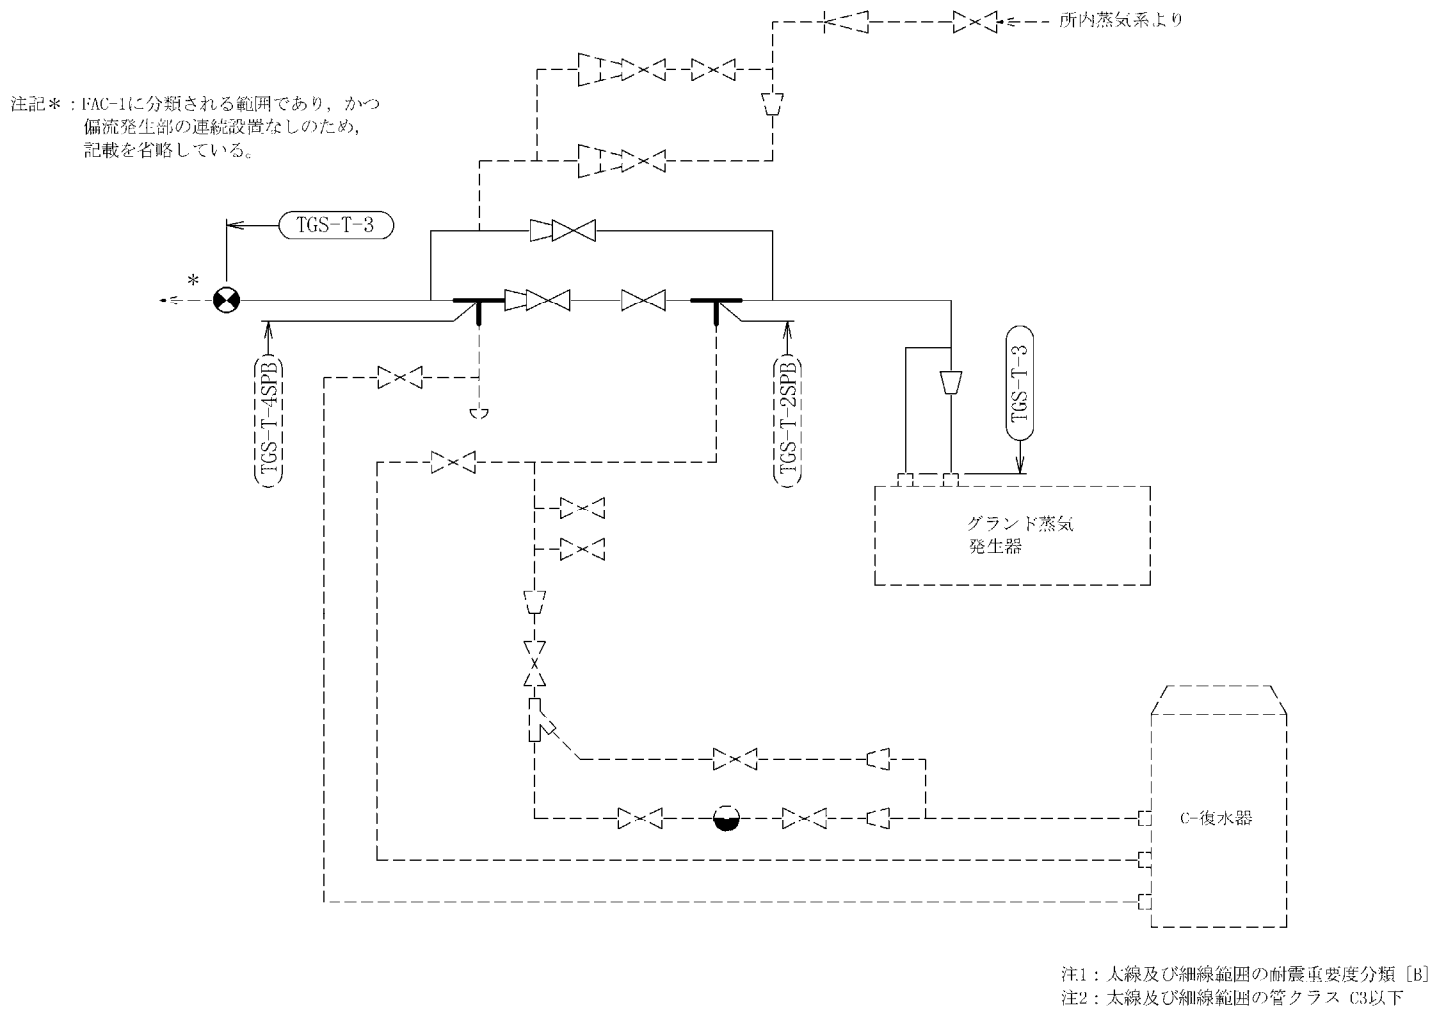 所内蒸気系より
注記＊：FAC-1に分類される範囲であり，かつ
偏流発生部の連続設置なしのため，
記載を省略している。
TGS-T-3
＊
TGS-T-4SPB
TGS-T-2SPB
TGS-T-3
グランド蒸気
発生器
C-復水器
注1：太線及び細線範囲の耐震重要度分類［B］
注2：太線及び細線範囲の管クラス C3以下